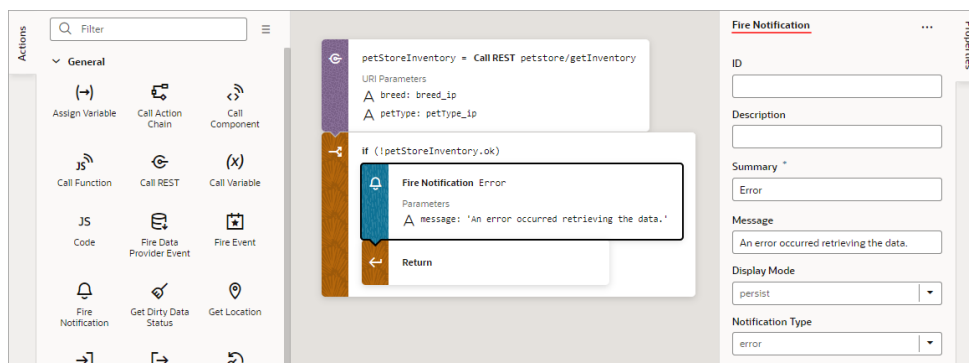 Actions
Filter
General
Assign Variable
Call Action
Chain
Call
Component
Call Function
Call REST
(x)
Call Variable
JS
Code
Fire Data
Provider Event
Fire Event
Fire
Notification
Get Dirty Data
Status
Get Location
petStoreInventory = Call REST petstore/getInventory
URI Parameters
A breed: breed_ip
A petType: petType_ip
if (!petStoreInventory.ok)
Fire Notification Error
Parameters
A message: 'An error occurred retrieving the data.'
Return
Fire Notification
...
ID
Description
Summary *
Error
Message
An error occurred retrieving the data.
Display Mode
persist
Notification Type
error
Properties